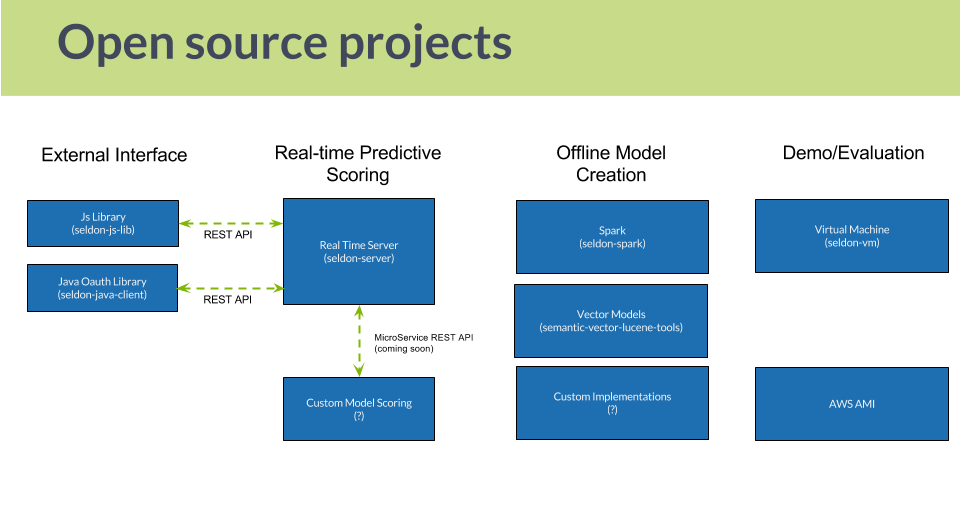 Open source projects
External Interface
Js Library
(seldon-js-lib)
Java Oauth Library
(seldon-java-client)
REST API
REST API
Real-time Predictive
Scoring
Real Time Server
(seldon-server)
MicroService REST API
(coming soon)
Custom Model Scoring
(?)
Offline Model
Creation
Spark
(seldon-spark)
Vector Models
(semantic-vector-lucene-tools)
Custom Implementations
(?)
Demo/Evaluation
Virtual Machine
(seldon-vm)
AWS AMI